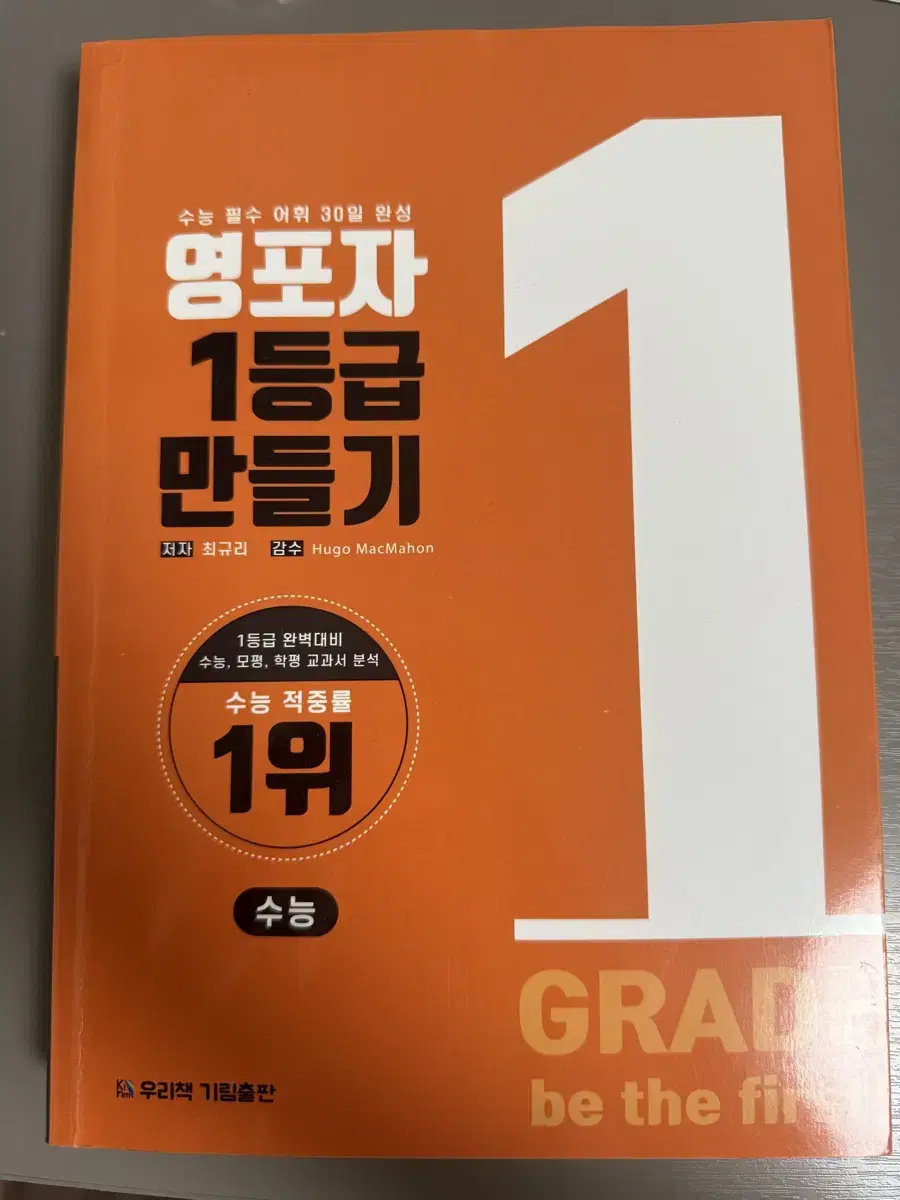 수능 필수 어휘 30일 완성
영포자
1등급
만들기
저자 최규리 감수 Hugo MacMahon
1등급 완벽대비
수능, 모평, 학평 교과서 분석
수능 적중률
1위
수능
1
GRADE
be the first
우리책 기림출판